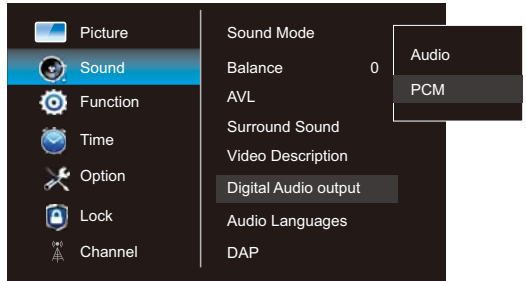 Picture
Sound
Function
Time
Option
Lock
Channel
Sound Mode
Balance 0
AVL
Surround Sound
Video Description
Digital Audio output
Audio Languages
DAP
Audio
PCM